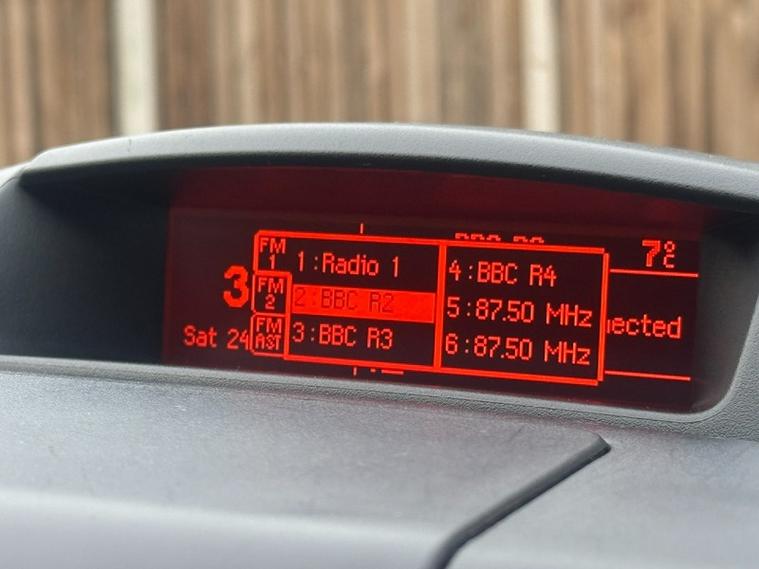 7°C
FM 1
1:Radio 1
4:BBC R4
3
FM 2
2:BBC R2
5:87.50 MHz
ected
Sat 24
FM AST
3:BBC R3
6:87.50 MHz